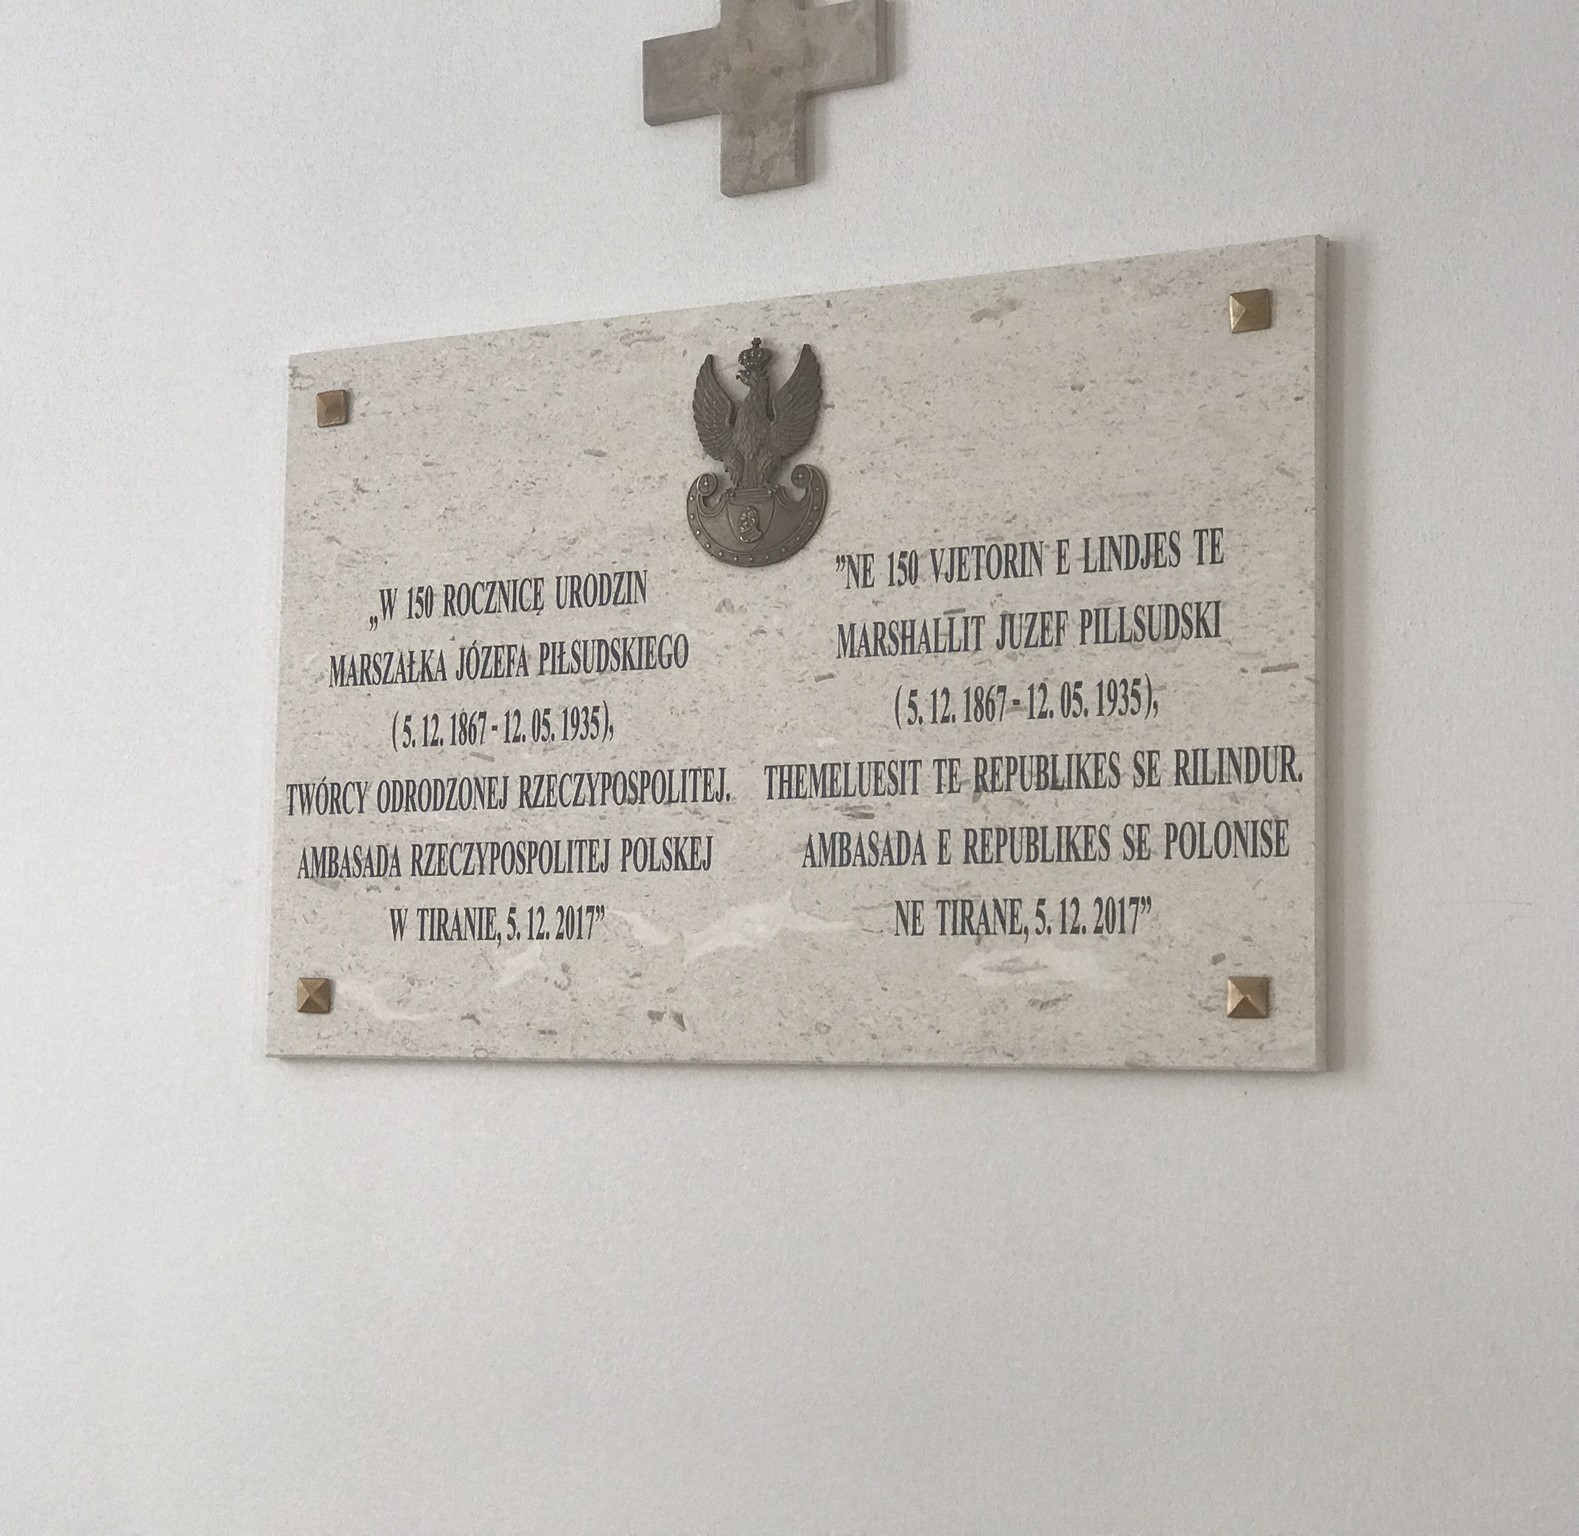 „W 150 ROCZNICĘ URODZIN
MARSZAŁKA JÓZEFA PIŁSUDSKIEGO
(5. 12. 1867 - 12. 05. 1935),
TWÓRCY ODRODZONEJ RZECZYPOSPOLITEJ.
AMBASADA RZECZYPOSPOLITEJ POLSKEJ
W TIRANIE, 5. 12. 2017”
”NE 150 VJETORIN E LINDJES TE
MARSHALLIT JUZEF PILLSUDSKI
(5. 12. 1867 - 12. 05. 1935),
THEMELUESIT TE REPUBLIKES SE RILINDUR.
AMBASADA E REPUBLIKES SE POLONISE
NE TIRANE, 5. 12. 2017”